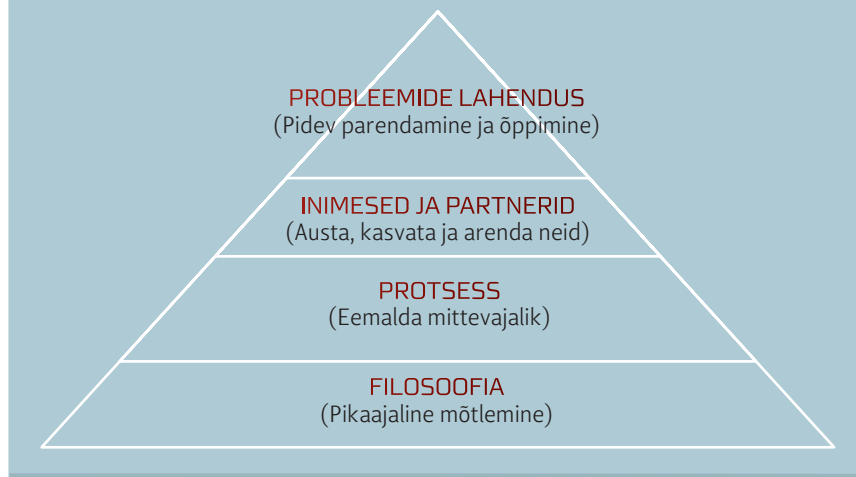 PROBLEEMIDE LAHENDUS
(Pidev parendamine ja õppimine)
INIMESED JA PARTNERID
(Austa, kasvata ja arenda neid)
PROTSESS
(Eemalda mittevajalik)
FILOSOOFIA
(Pikaajaline mõtlemine)